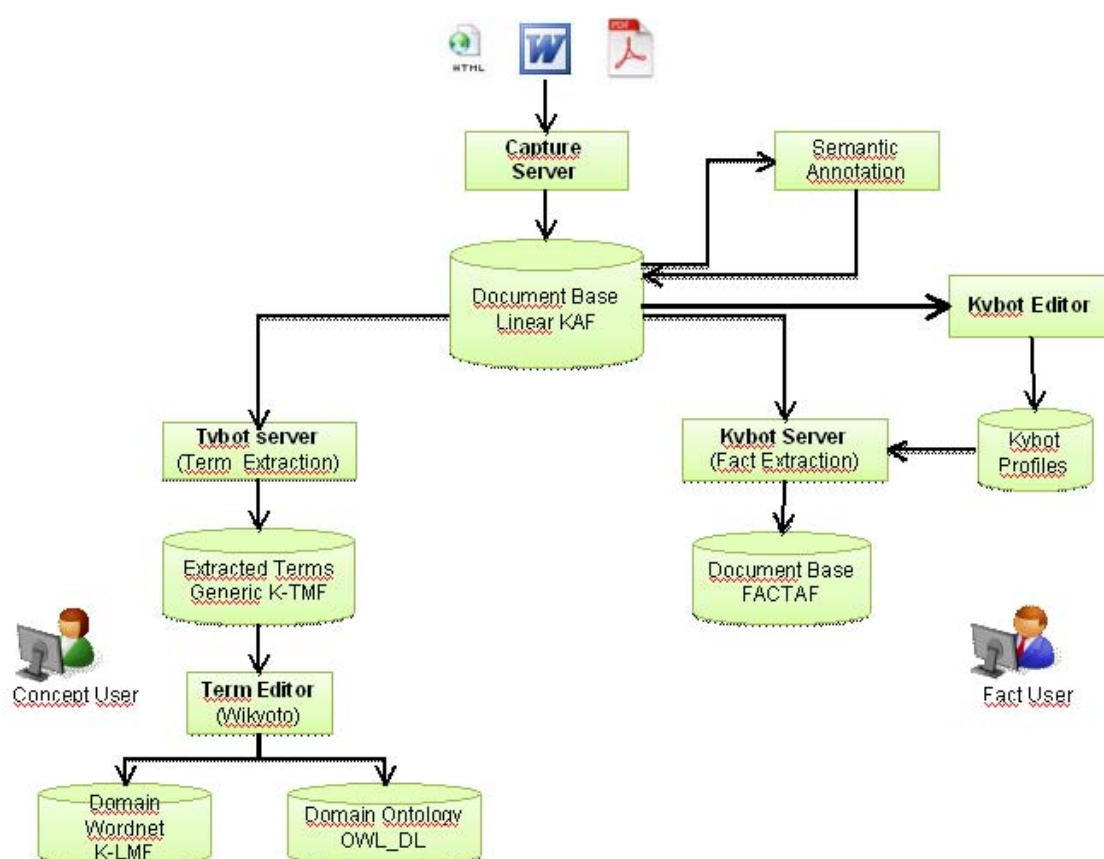 HTML
W
PDF
Capture
Server
Semantic
Annotation
Document Base
Linear KAF
Kybot Editor
Tybot server
(Term Extraction)
Kybot Server
(Fact Extraction)
Kybot
Profiles
Extracted Terms
Generic K-TMF
Document Base
FACTAF
Concept User
Term Editor
(Wikyoto)
Fact User
Domain
Wordnet
K-LMF
Domain Ontology
OWL_DL